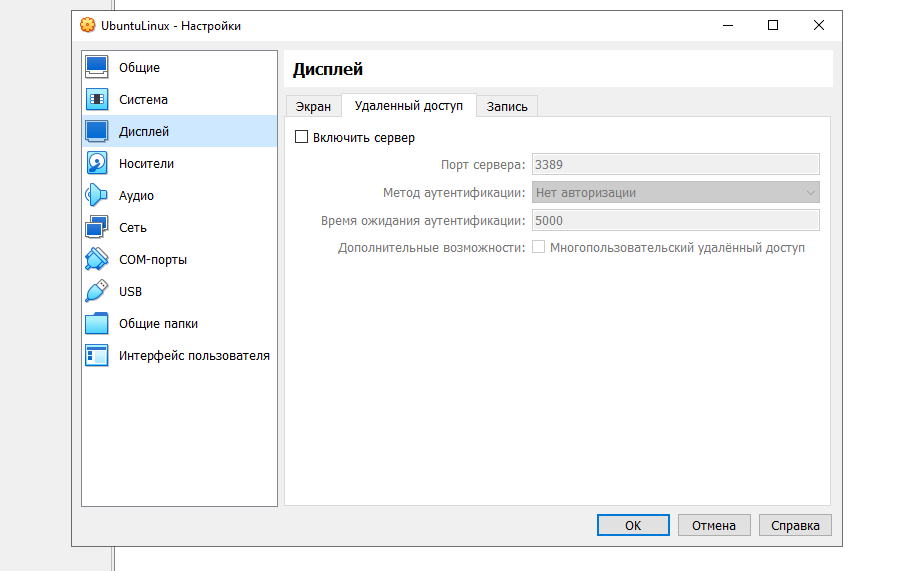 UbuntuLinux - Настройки
Общие
Система
Дисплей
Носители
Аудио
Сеть
COM-порты
USB
Общие папки
Интерфейс пользователя
Дисплей
Экран
Удаленный доступ
Запись
Включить сервер
Порт сервера: 3389
Метод аутентификации: Нет авторизации
Время ожидания аутентификации: 5000
Дополнительные возможности: Многопользовательский удалённый доступ
OK
Отмена
Справка